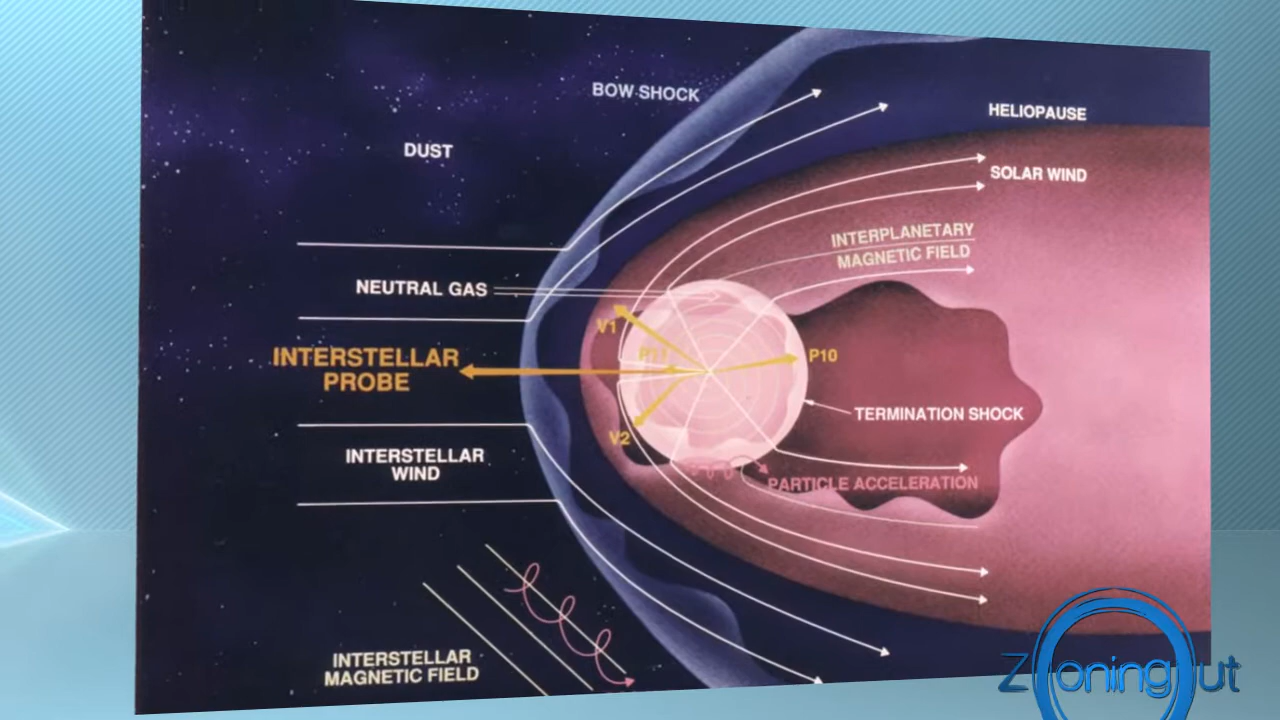 BOW SHOCK
HELIOPAUSE
DUST
SOLAR WIND
INTERPLANETARY
MAGNETIC FIELD
NEUTRAL GAS
V1
P11
P10
INTERSTELLAR
PROBE
TERMINATION SHOCK
V2
INTERSTELLAR
WIND
PARTICLE ACCELERATION
INTERSTELLAR
MAGNETIC FIELD
ZooningOut